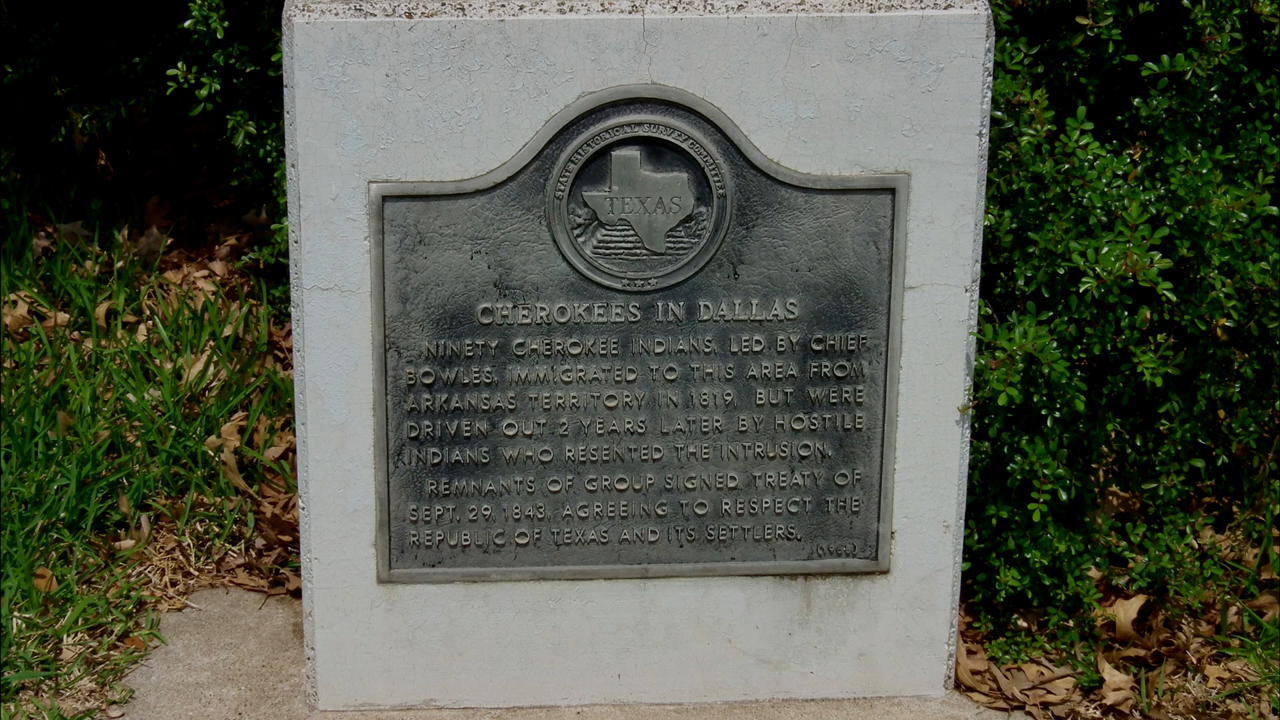 STATE HISTORICAL SURVEY COMMITTEE
TEXAS
CHEROKEES IN DALLAS
NINETY CHEROKEE INDIANS, LED BY CHIEF
BOWLES, IMMIGRATED TO THIS AREA FROM
ARKANSAS TERRITORY IN 1819, BUT WERE
DRIVEN OUT 2 YEARS LATER BY HOSTILE
INDIANS WHO RESENTED THE INTRUSION.
REMNANTS OF GROUP SIGNED TREATY OF
SEPT. 29, 1843, AGREEING TO RESPECT THE
REPUBLIC OF TEXAS AND ITS SETTLERS.